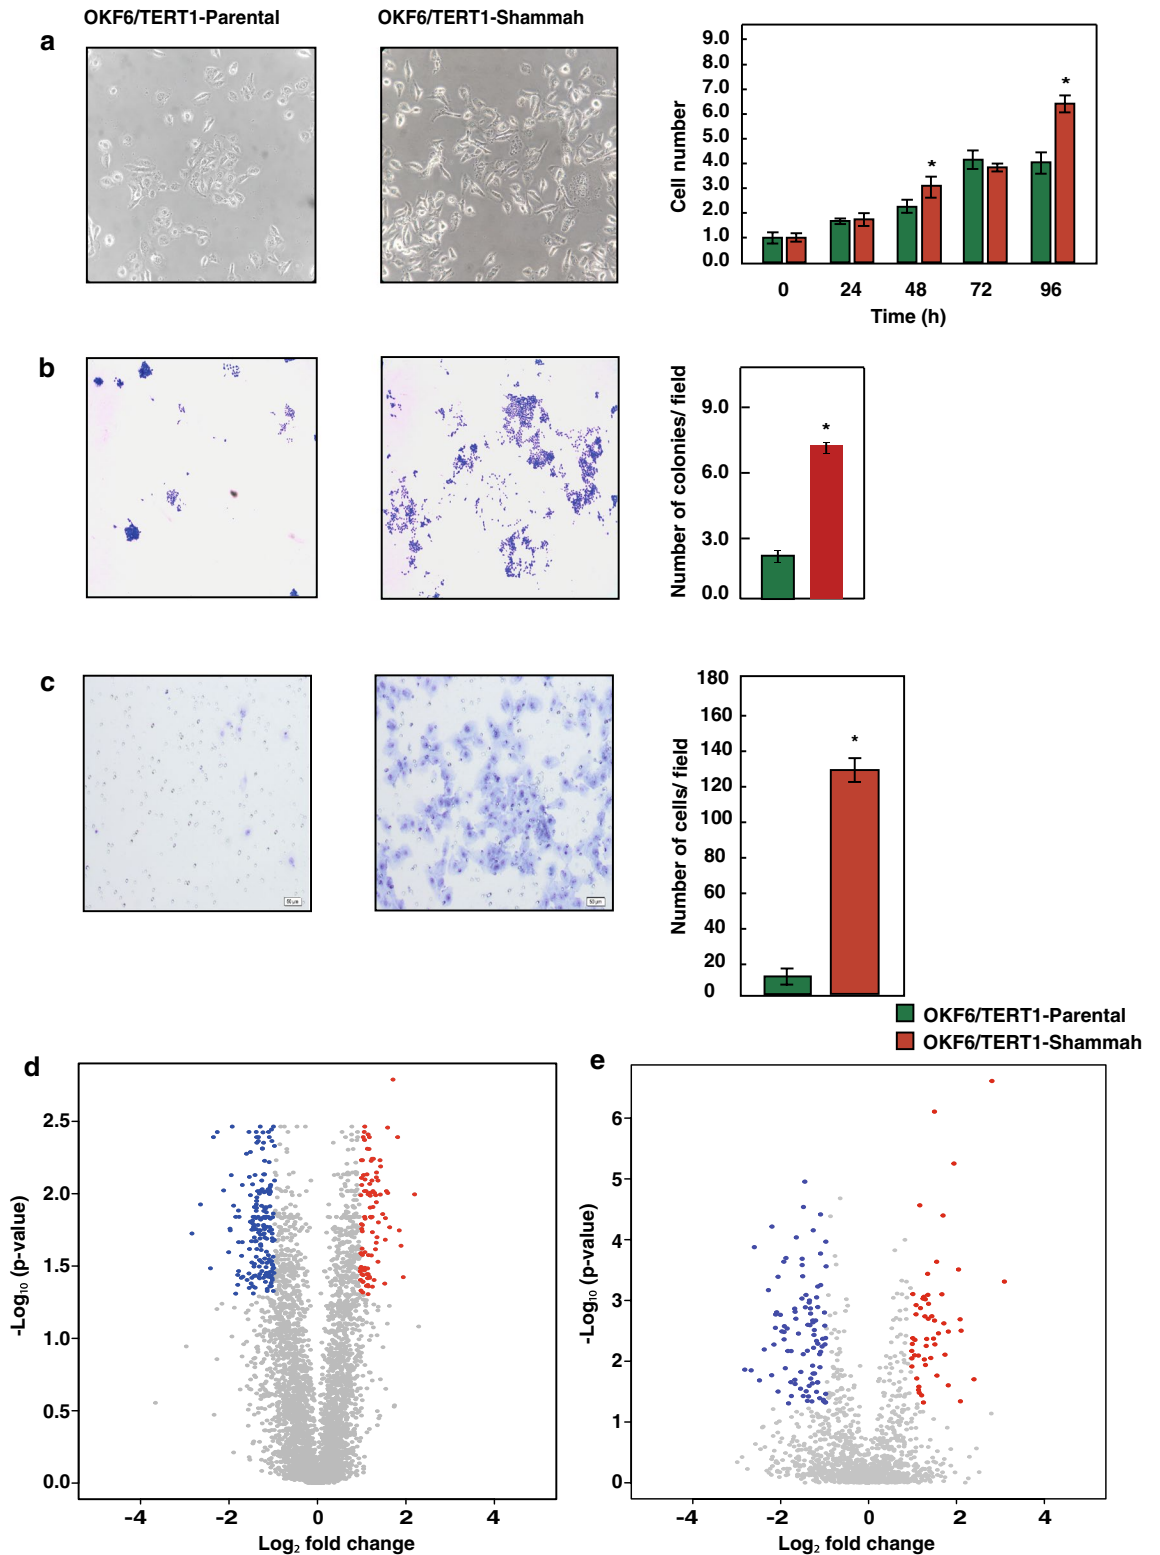 OKF6/TERT1-Parental
OKF6/TERT1-Shammah
a
9.0
8.0
7.0
6.0
5.0
4.0
3.0
2.0
1.0
0.0
Cell number
*
*
0 24 48 72 96
Time (h)
b
Number of colonies/ field
9.0
6.0
3.0
0.0
*
c
50 µm
50 µm
Number of cells/ field
180
160
140
120
100
80
60
40
20
0
*
OKF6/TERT1-Parental
OKF6/TERT1-Shammah
d
-Log10 (p-value)
2.5
2.0
1.5
1.0
0.5
0.0
-4 -2 0 2 4
Log2 fold change
e
-Log10 (p-value)
6
5
4
3
2
1
0
-4 -2 0 2 4
Log2 fold change